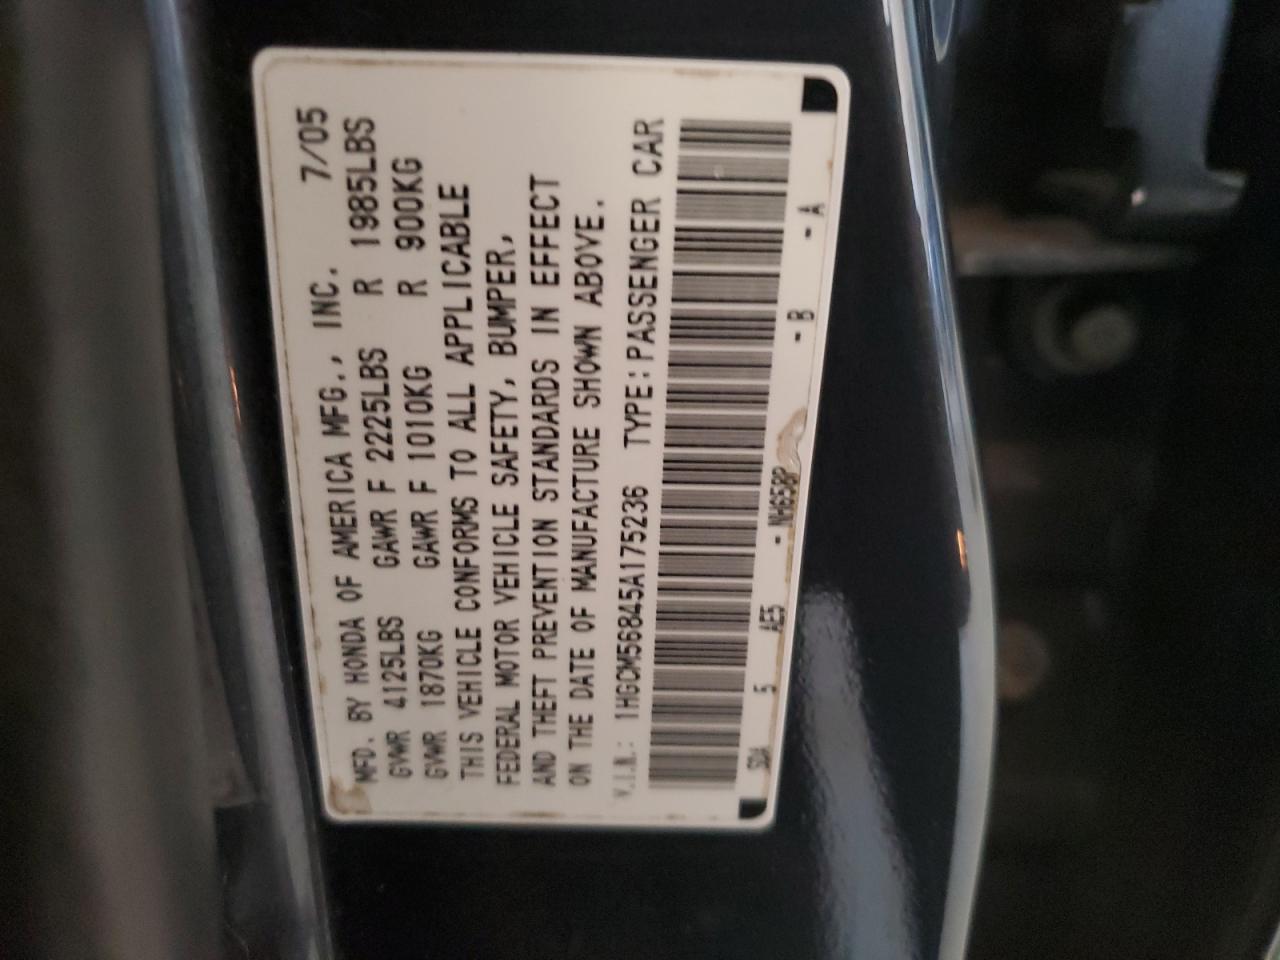 MFD. BY HONDA OF AMERICA MFG., INC. 7/05
GVWR 4125LBS GAWR F 2225LBS R 1985LBS
GVWR 1870KG GAWR F 1010KG R 900KG
THIS VEHICLE CONFORMS TO ALL APPLICABLE
FEDERAL MOTOR VEHICLE SAFETY, BUMPER,
AND THEFT PREVENTION STANDARDS IN EFFECT
ON THE DATE OF MANUFACTURE SHOWN ABOVE.
V.I.N.: 1HGCM56845A175236 TYPE:PASSENGER CAR
SDA 5 AE5 - NH658P - B - A